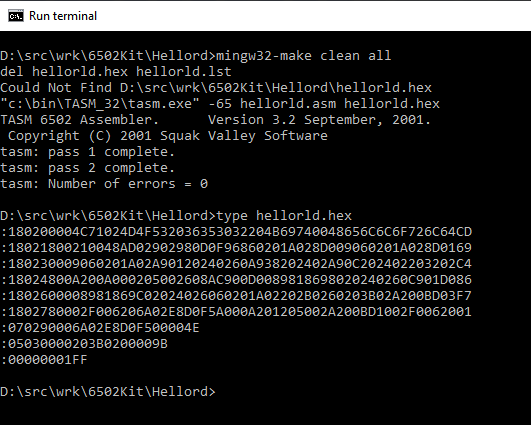 Run terminal
D:\src\wrk\6502Kit\Hellord>mingw32-make clean all
del hellorld.hex hellorld.lst
Could Not Find D:\src\wrk\6502Kit\Hellord\hellorld.hex
"c:\bin\TASM_32\tasm.exe" -65 hellorld.asm hellorld.hex
TASM 6502 Assembler.      Version 3.2 September, 2001.
 Copyright (C) 2001 Squak Valley Software
tasm: pass 1 complete.
tasm: pass 2 complete.
tasm: Number of errors = 0
D:\src\wrk\6502Kit\Hellord>type hellorld.hex
:180200004C71024D4F532036353032204B69740048656C6C6F726C64CD
:18021800210048AD02902980D0F96860201A028D009060201A028D0169
:180230009060201A02A90120240260A938202402A90C202402203202C4
:18024800A200A000205002608AC900D0089818698020240260C901D086
:1802600008981869C02024026060201A02202B0260203B02A200BD03F7
:1802780002F006206A02E8D0F5A000A201205002A200BD1002F0062001
:070290006A02E8D0F500004E
:05030000203B0200009B
:00000001FF
D:\src\wrk\6502Kit\Hellord>